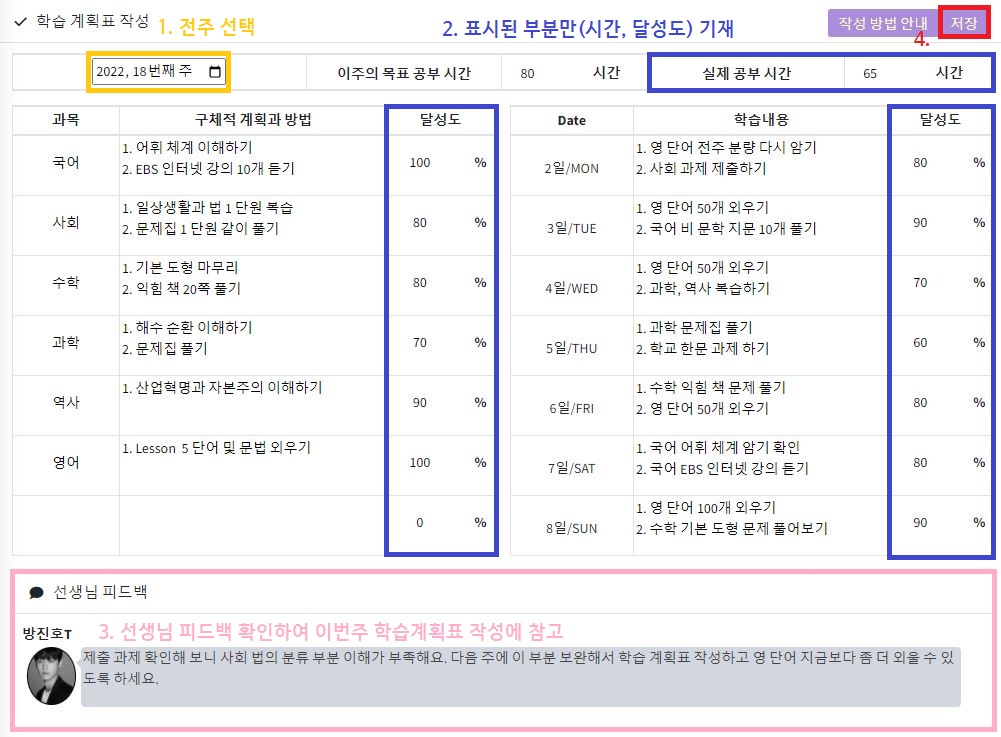 학습 계획표 작성
1. 전주 선택
2. 표시된 부분만(시간, 달성도) 기재
작성 방법 안내
4.
저장
2022, 18번째 주
이주의 목표 공부 시간
80
시간
실제 공부 시간
65
시간
과목
구체적 계획과 방법
달성도
국어
1. 어휘 체계 이해하기
2. EBS 인터넷 강의 10개 듣기
100 %
사회
1. 일상생활과 법 1 단원 복습
2. 문제집 1 단원 같이 풀기
80 %
수학
1. 기본 도형 마무리
2. 익힘 책 20쪽 풀기
80 %
과학
1. 해수 순환 이해하기
2. 문제집 풀기
70 %
역사
1. 산업혁명과 자본주의 이해하기
90 %
영어
1. Lesson 5 단어 및 문법 외우기
100 %
0 %
Date
학습내용
달성도
2일/MON
1. 영 단어 전주 분량 다시 암기
2. 사회 과제 제출하기
80 %
3일/TUE
1. 영 단어 50개 외우기
2. 국어 비 문학 지문 10개 풀기
90 %
4일/WED
1. 영 단어 50개 외우기
2. 과학, 역사 복습하기
70 %
5일/THU
1. 과학 문제집 풀기
2. 학교 한문 과제 하기
60 %
6일/FRI
1. 수학 익힘 책 문제 풀기
2. 영 단어 50개 외우기
80 %
7일/SAT
1. 국어 어휘 체계 암기 확인
2. 국어 EBS 인터넷 강의 듣기
80 %
8일/SUN
1. 영 단어 100개 외우기
2. 수학 기본 도형 문제 풀어보기
90 %
선생님 피드백
방진호T
3. 선생님 피드백 확인하여 이번주 학습계획표 작성에 참고
제출 과제 확인해 보니 사회 법의 분류 부분 이해가 부족해요. 다음 주에 이 부분 보완해서 학습 계획표 작성하고 영 단어 지금보다 좀 더 외울 수 있
도록 하세요.